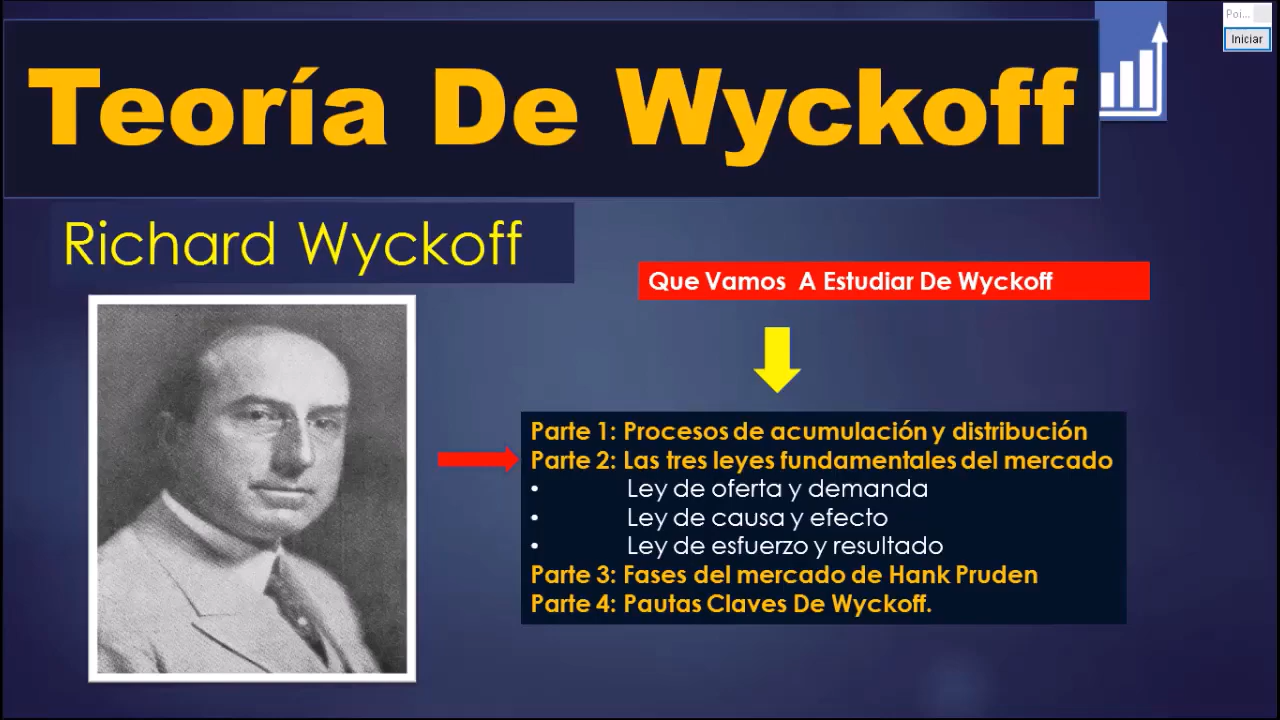 Teoría De Wyckoff
Poi...
Iniciar
Richard Wyckoff
Que Vamos A Estudiar De Wyckoff
Parte 1: Procesos de acumulación y distribución
Parte 2: Las tres leyes fundamentales del mercado
• Ley de oferta y demanda
• Ley de causa y efecto
• Ley de esfuerzo y resultado
Parte 3: Fases del mercado de Hank Pruden
Parte 4: Pautas Claves De Wyckoff.